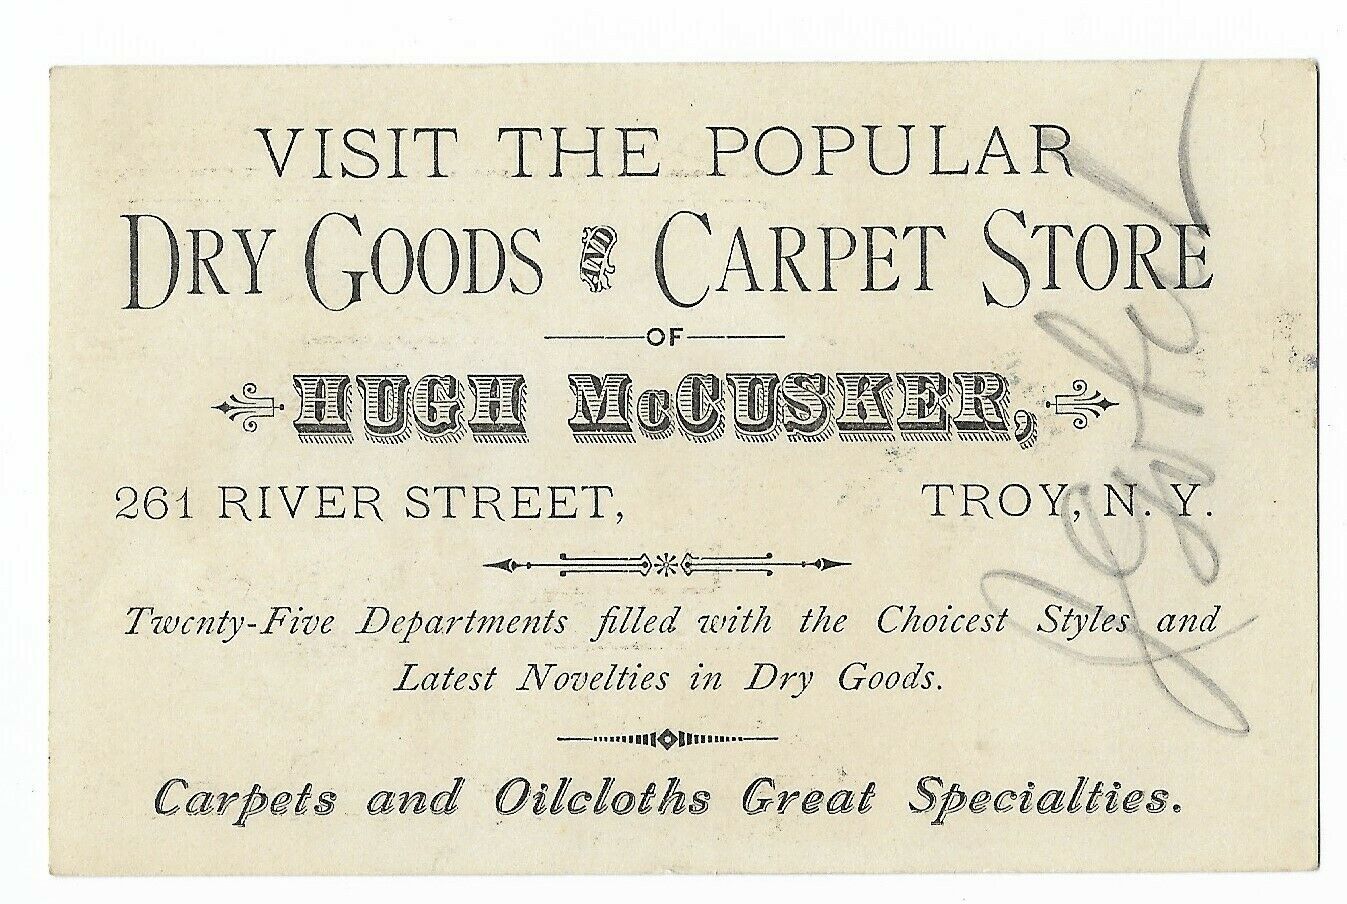 VISIT THE POPULAR
DRY GOODS AND CARPET STORE
OF
HUGH McCUSKER,
261 RIVER STREET, TROY, N. Y.
Twenty-Five Departments filled with the Choicest Styles and
Latest Novelties in Dry Goods.
Carpets and Oilcloths Great Specialties.